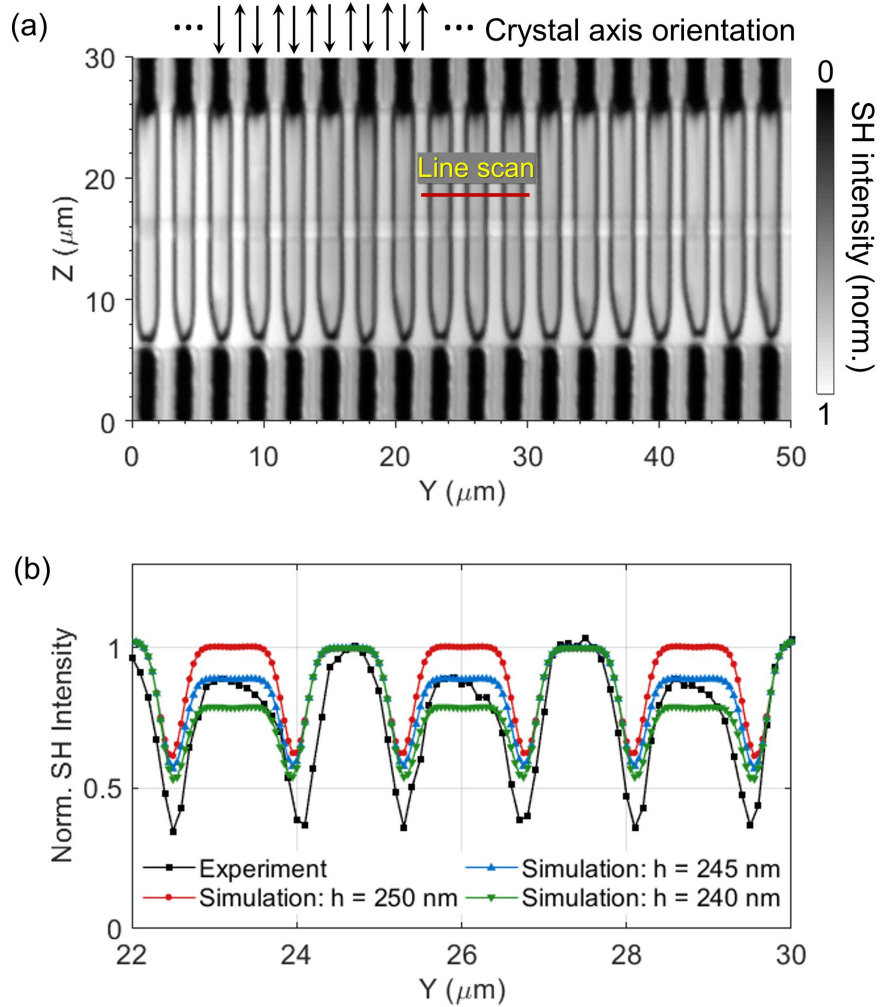 (a)
... ... Crystal axis orientation
30
20
10
0
Z (μm)
Line scan
0 10 20 30 40 50
Y (μm)
0
SH intensity (norm.)
1
(b)
1
0.5
0
Norm. SH Intensity
Experiment
Simulation: h = 250 nm
Simulation: h = 245 nm
Simulation: h = 240 nm
22 24 26 28 30
Y (μm)